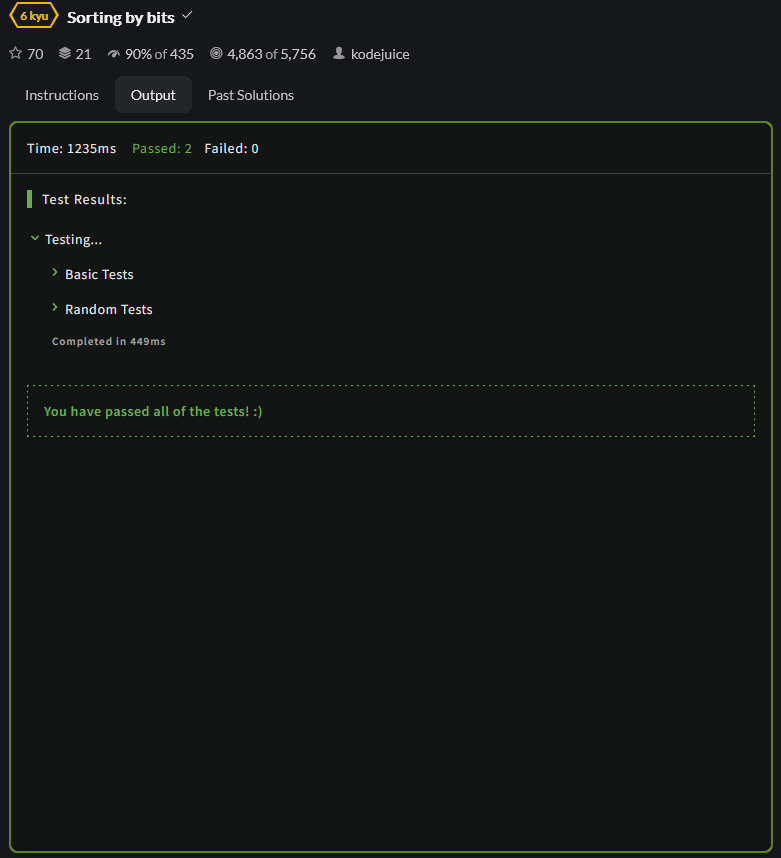 6 kyu Sorting by bits
70 21 90% of 435 4,863 of 5,756 kodejuice
Instructions Output Past Solutions
Time: 1235ms Passed: 2 Failed: 0
Test Results:
Testing...
Basic Tests
Random Tests
Completed in 449ms
You have passed all of the tests! :)